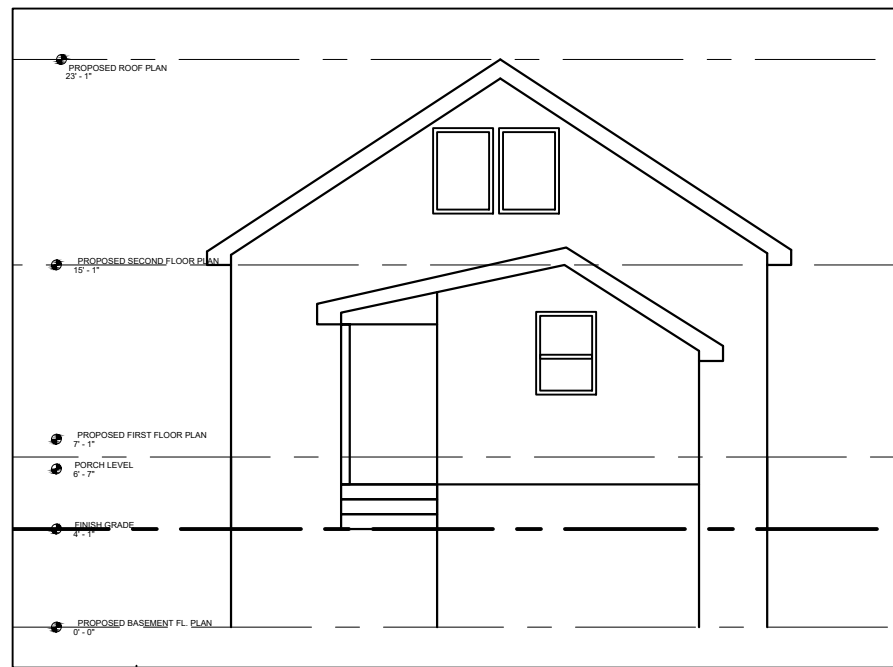 PROPOSED ROOF PLAN
23' - 1"
PROPOSED SECOND FLOOR PLAN
15' - 1"
PROPOSED FIRST FLOOR PLAN
7' - 1"
PORCH LEVEL
6' - 7"
FINISH GRADE
4' - 1"
PROPOSED BASEMENT FL. PLAN
0' - 0"